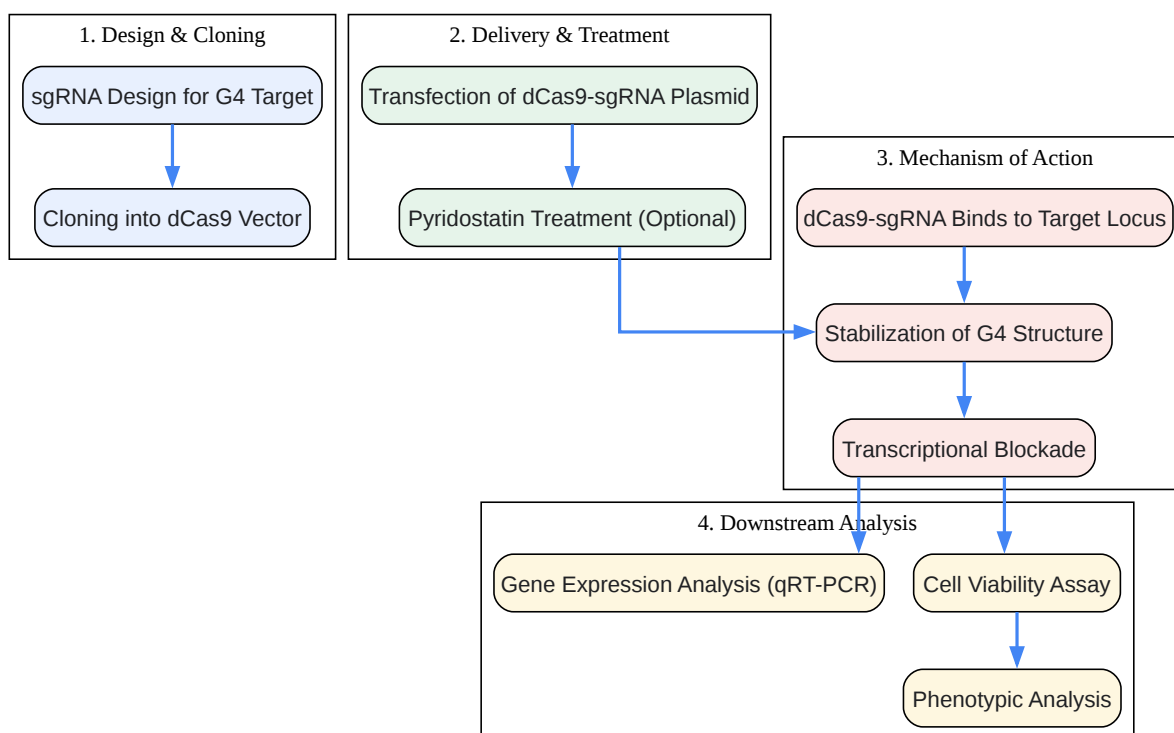 1. Design & Cloning
sgRNA Design for G4 Target
Cloning into dCas9 Vector
2. Delivery & Treatment
Transfection of dCas9-sgRNA Plasmid
Pyridostatin Treatment (Optional)
3. Mechanism of Action
dCas9-sgRNA Binds to Target Locus
Stabilization of G4 Structure
Transcriptional Blockade
4. Downstream Analysis
Gene Expression Analysis (qRT-PCR)
Cell Viability Assay
Phenotypic Analysis